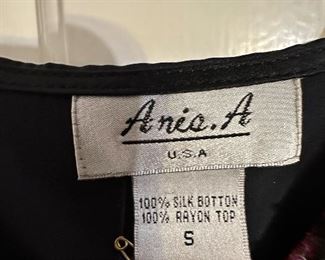 Anis.A
U.S.A
100% SILK BOTTON
100% RAYON TOP
S